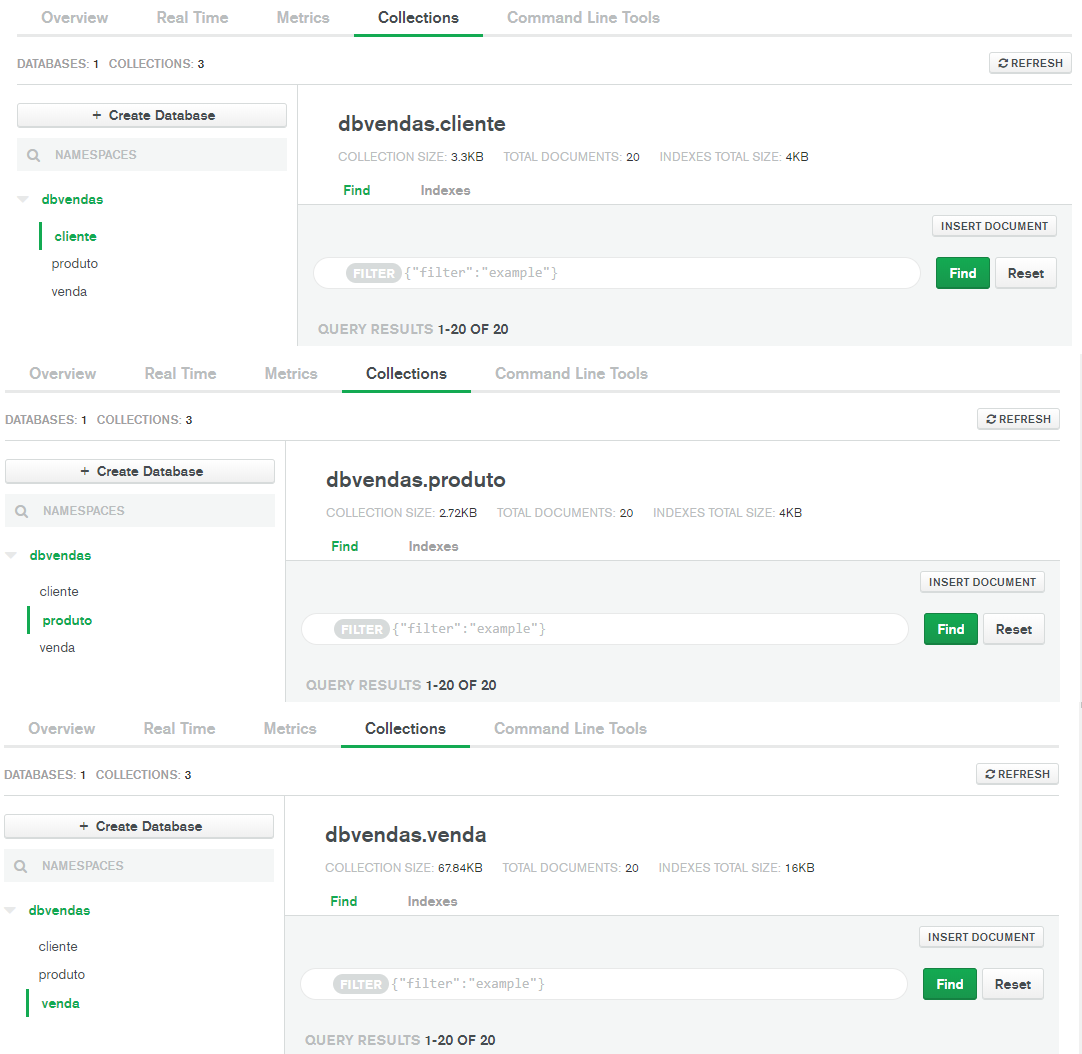 Overview Real Time Metrics Collections Command Line Tools
DATABASES: 1 COLLECTIONS: 3 REFRESH
+ Create Database
NAMESPACES
dbvendas
cliente
produto
venda
dbvendas.cliente
COLLECTION SIZE: 3.3KB TOTAL DOCUMENTS: 20 INDEXES TOTAL SIZE: 4KB
Find Indexes
INSERT DOCUMENT
FILTER {"filter":"example"} Find Reset
QUERY RESULTS 1-20 OF 20
Overview Real Time Metrics Collections Command Line Tools
DATABASES: 1 COLLECTIONS: 3 REFRESH
+ Create Database
NAMESPACES
dbvendas
cliente
produto
venda
dbvendas.produto
COLLECTION SIZE: 2.72KB TOTAL DOCUMENTS: 20 INDEXES TOTAL SIZE: 4KB
Find Indexes
INSERT DOCUMENT
FILTER {"filter":"example"} Find Reset
QUERY RESULTS 1-20 OF 20
Overview Real Time Metrics Collections Command Line Tools
DATABASES: 1 COLLECTIONS: 3 REFRESH
+ Create Database
NAMESPACES
dbvendas
cliente
produto
venda
dbvendas.venda
COLLECTION SIZE: 67.84KB TOTAL DOCUMENTS: 20 INDEXES TOTAL SIZE: 16KB
Find Indexes
INSERT DOCUMENT
FILTER {"filter":"example"} Find Reset
QUERY RESULTS 1-20 OF 20